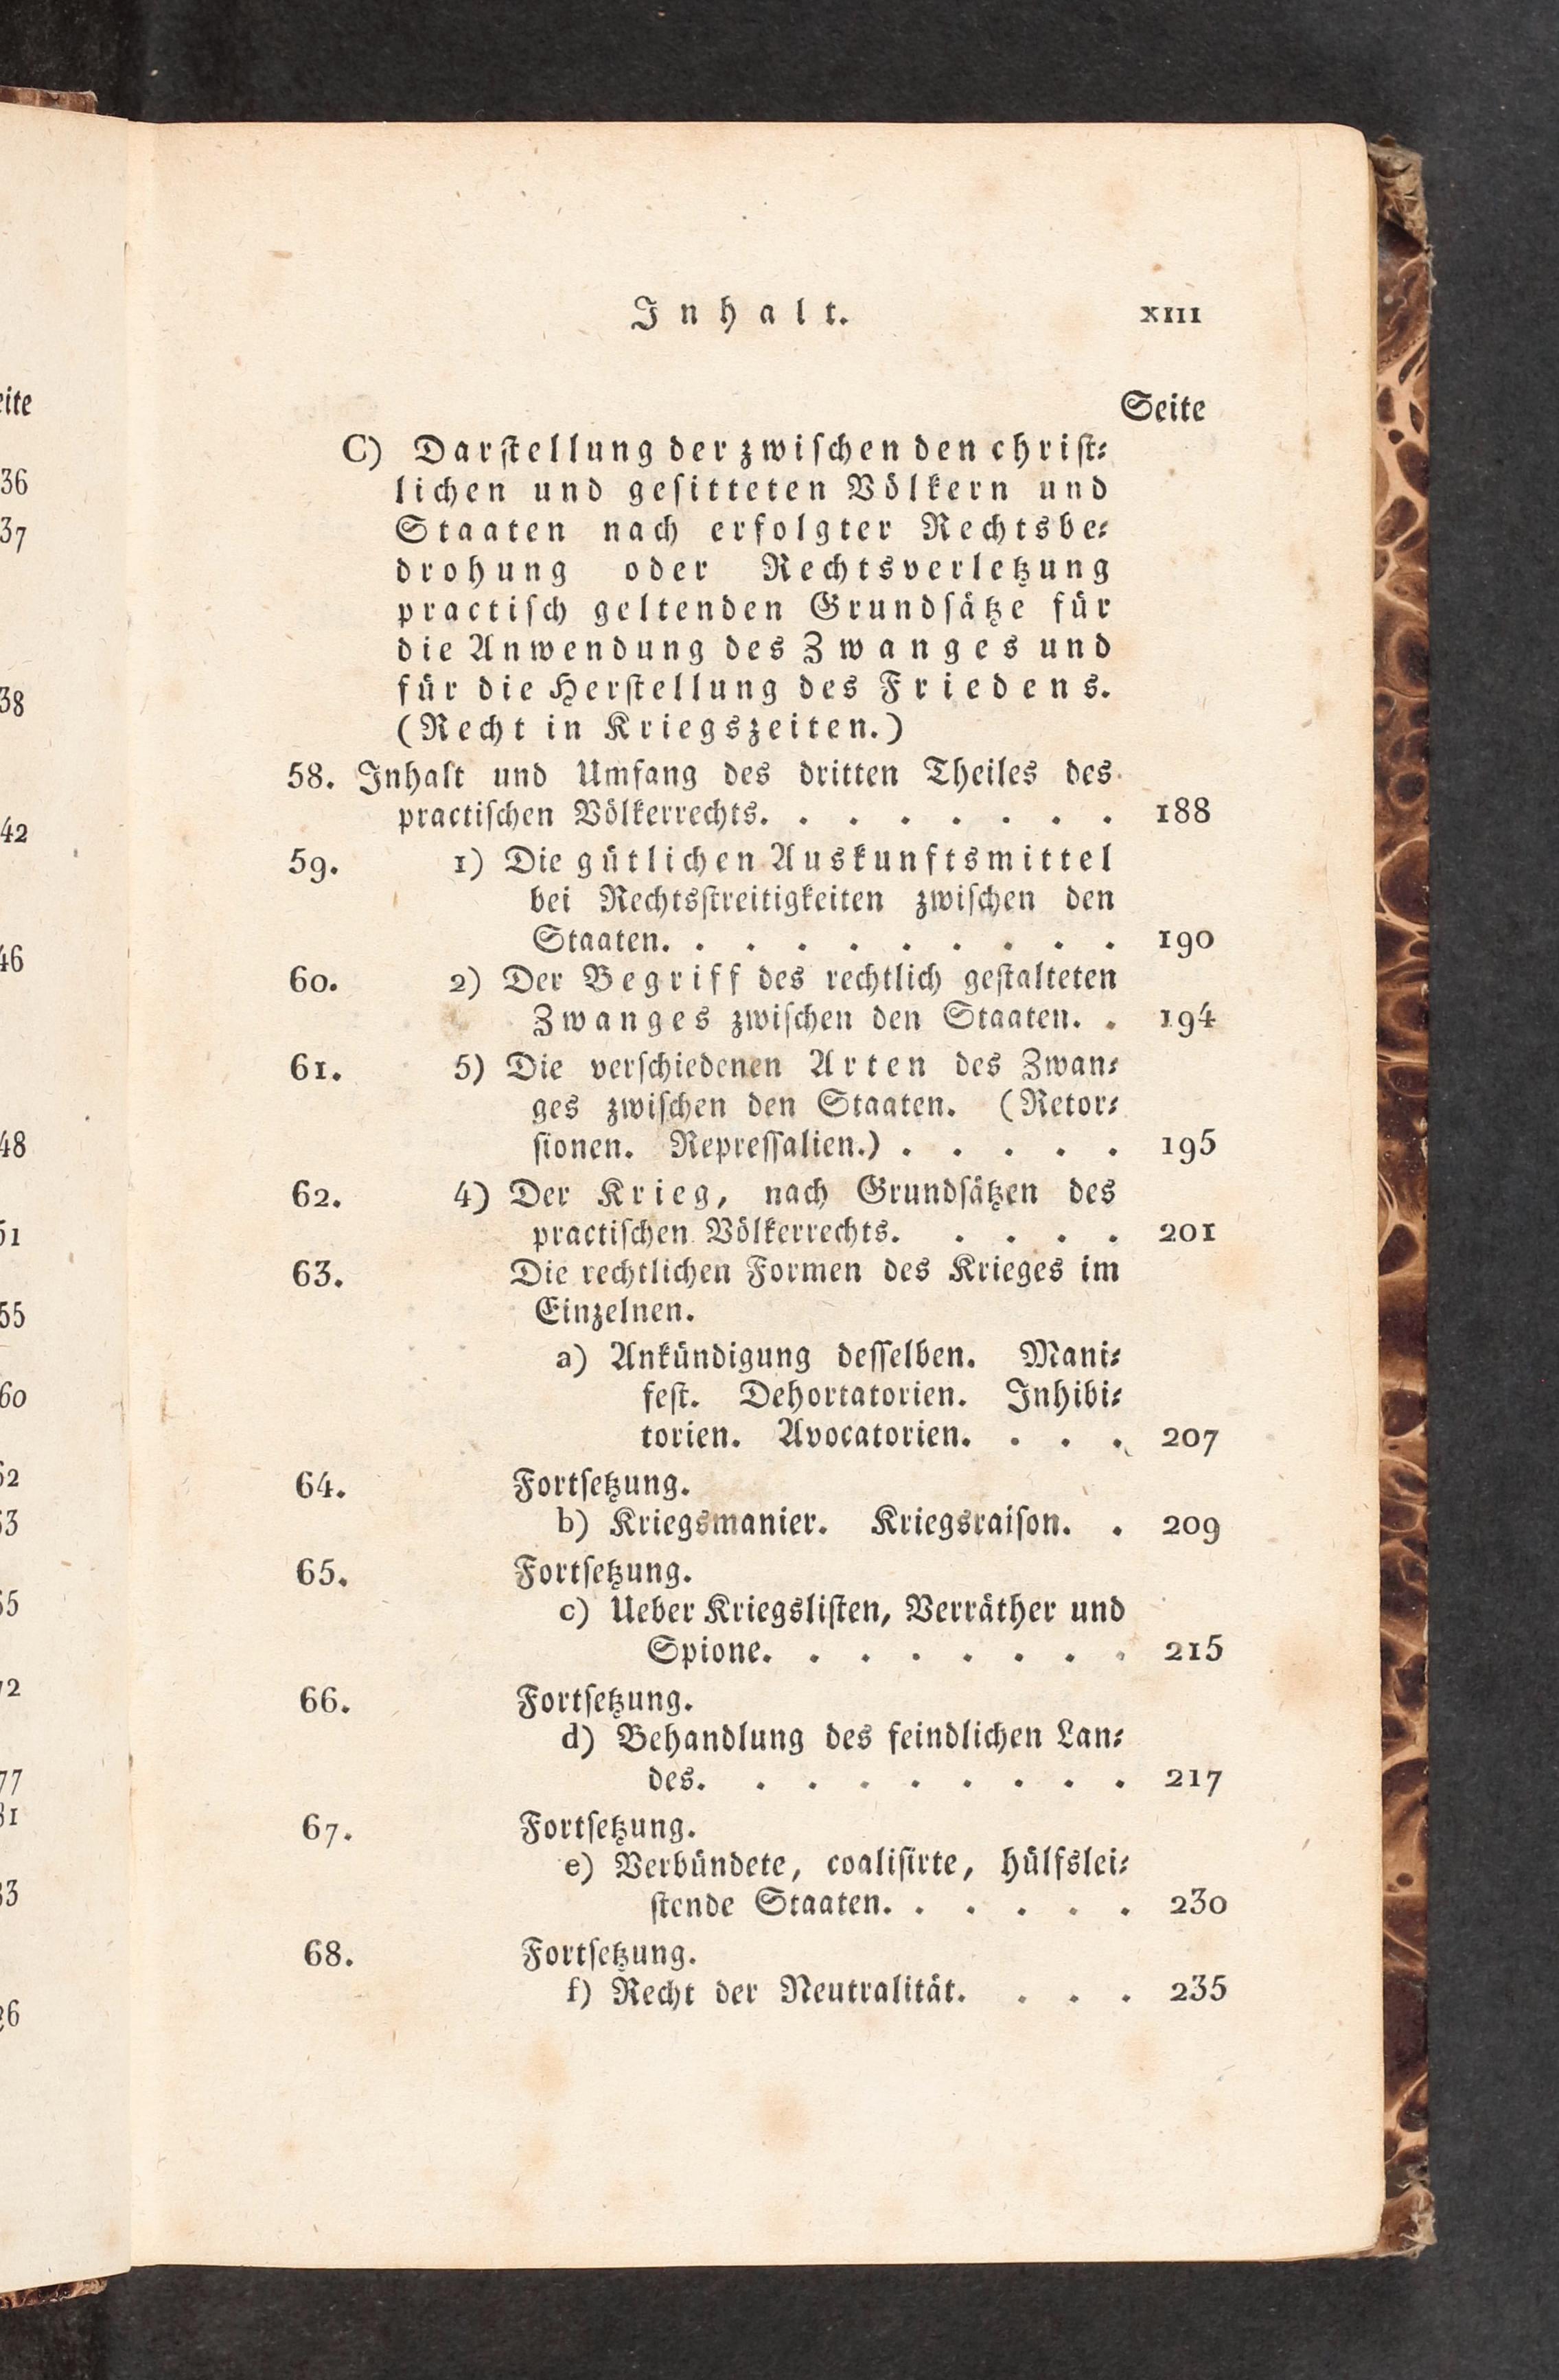 Inhalt. XIII
Seite
C) Darſtellung der zwiſchen den chriſt⸗
lichen und geſitteten Völkern und
Staaten nach erfolgter Rechtsbe⸗
drohung oder Rechtsverletzung
practiſch geltenden Grundſätze für
die Anwendung des Zwanges und
für die Herſtellung des Friedens.
(Recht in Kriegszeiten.)
58. Inhalt und Umfang des dritten Theiles des
practiſchen Völkerrechts. . . . . . . . 188
59. 1) Die gütlichen Auskunftsmittel
bei Rechtsſtreitigkeiten zwiſchen den
Staaten. . . . . . . . . . 190
60. 2) Der Begriff des rechtlich geſtalteten
Zwanges zwiſchen den Staaten. . 194
61. 5) Die verſchiedenen Arten des Zwan⸗
ges zwiſchen den Staaten. (Retor⸗
ſionen. Repreſſalien.) . . . . . 195
62. 4) Der Krieg, nach Grundſätzen des
practiſchen Völkerrechts. . . . . 201
63. Die rechtlichen Formen des Krieges im
Einzelnen.
a) Ankündigung deſſelben. Mani⸗
feſt. Dehortatorien. Inhibi⸗
torien. Avocatorien. . . . 207
64. Fortſetzung.
b) Kriegsmanier. Kriegsraiſon. . 209
65. Fortſetzung.
c) Ueber Kriegsliſten, Verräther und
Spione. . . . . . . . 215
66. Fortſetzung.
d) Behandlung des feindlichen Lan⸗
des. . . . . . . . . 217
67. Fortſetzung.
e) Verbündete, coaliſirte, hülfslei⸗
ſtende Staaten. . . . . . 230
68. Fortſetzung.
f) Recht der Neutralität. . . . 235